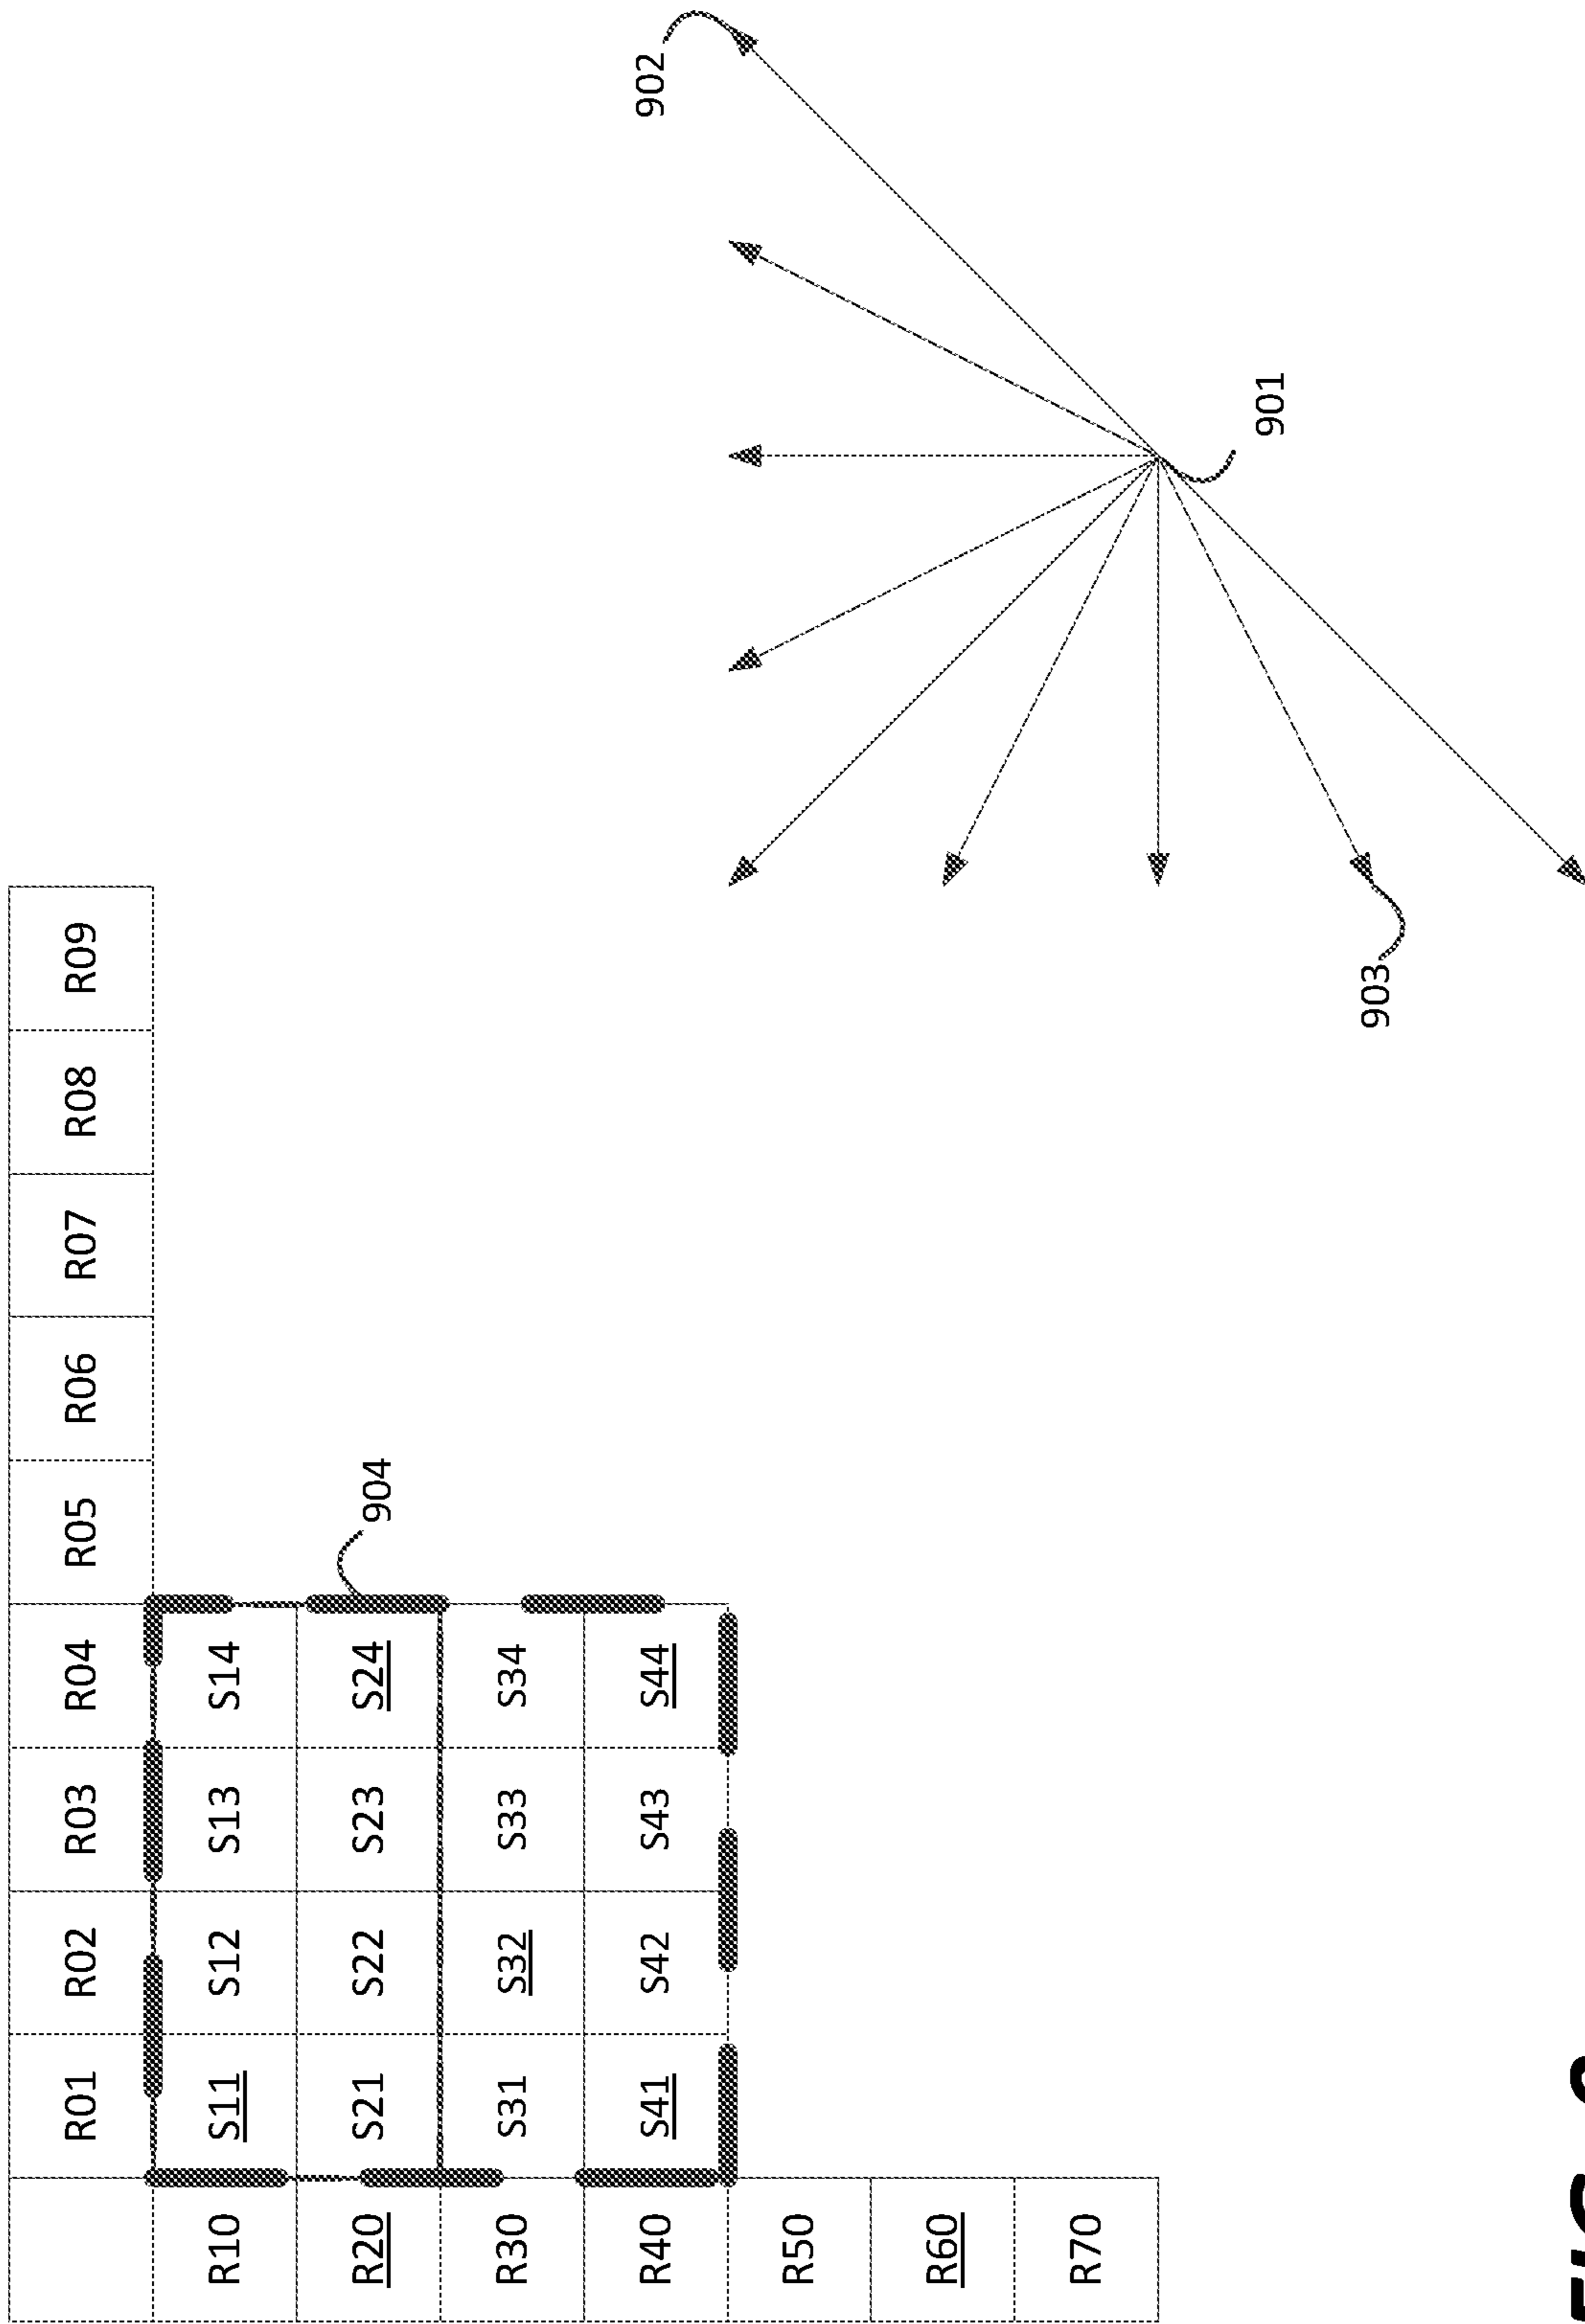 R01 R02 R03 R04 R05 R06 R07 R08 R09
R10 S11 S12 S13 S14
R20 S21 S22 S23 S24
904
R30 S31 S32 S33 S34
R40 S41 S42 S43 S44
R50
R60
R70
902
901
903
FIG.